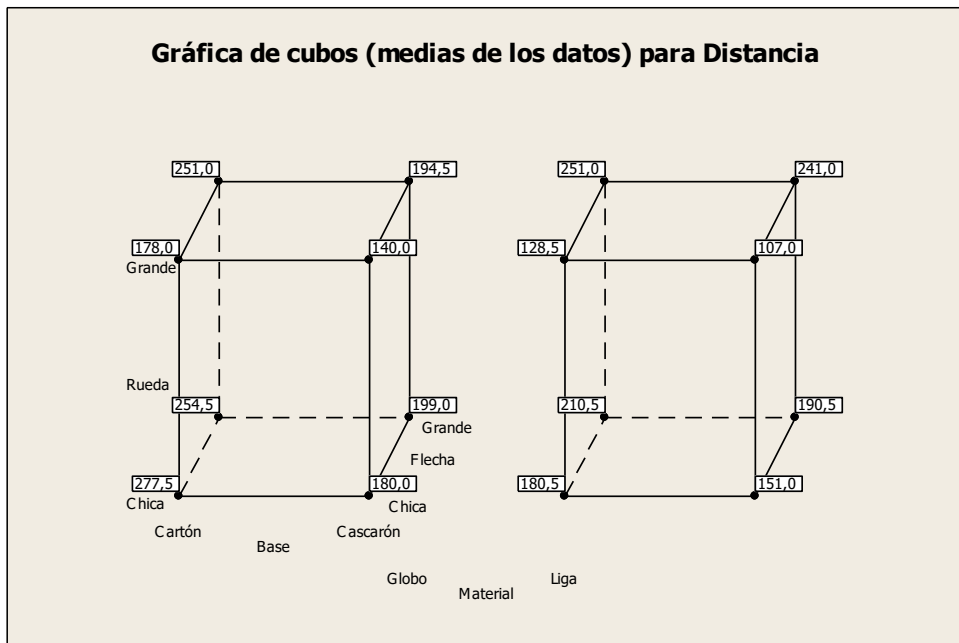 Gráfica de cubos (medias de los datos) para Distancia
251,0 194,5 251,0 241,0
178,0 140,0 128,5 107,0
Grande
Rueda
254,5 199,0 210,5 190,5
Grande
Flecha
277,5 180,0 180,5 151,0
Chica Chica
Cartón Cascarón
Base
Globo Liga
Material